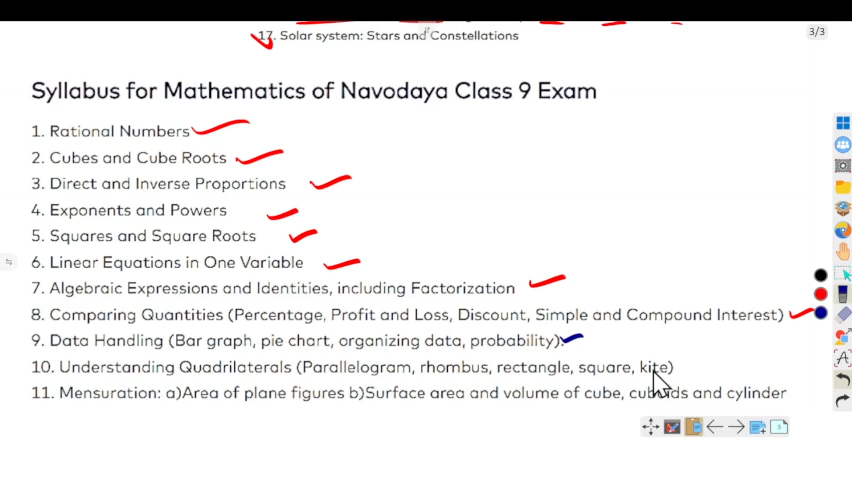 17. Solar system: Stars and Constellations
3/3
Syllabus for Mathematics of Navodaya Class 9 Exam
1. Rational Numbers
2. Cubes and Cube Roots
3. Direct and Inverse Proportions
4. Exponents and Powers
5. Squares and Square Roots
6. Linear Equations in One Variable
7. Algebraic Expressions and Identities, including Factorization
8. Comparing Quantities (Percentage, Profit and Loss, Discount, Simple and Compound Interest)
9. Data Handling (Bar graph, pie chart, organizing data, probability).
10. Understanding Quadrilaterals (Parallelogram, rhombus, rectangle, square, kite)
11. Mensuration: a)Area of plane figures b)Surface area and volume of cube, cuboids and cylinder